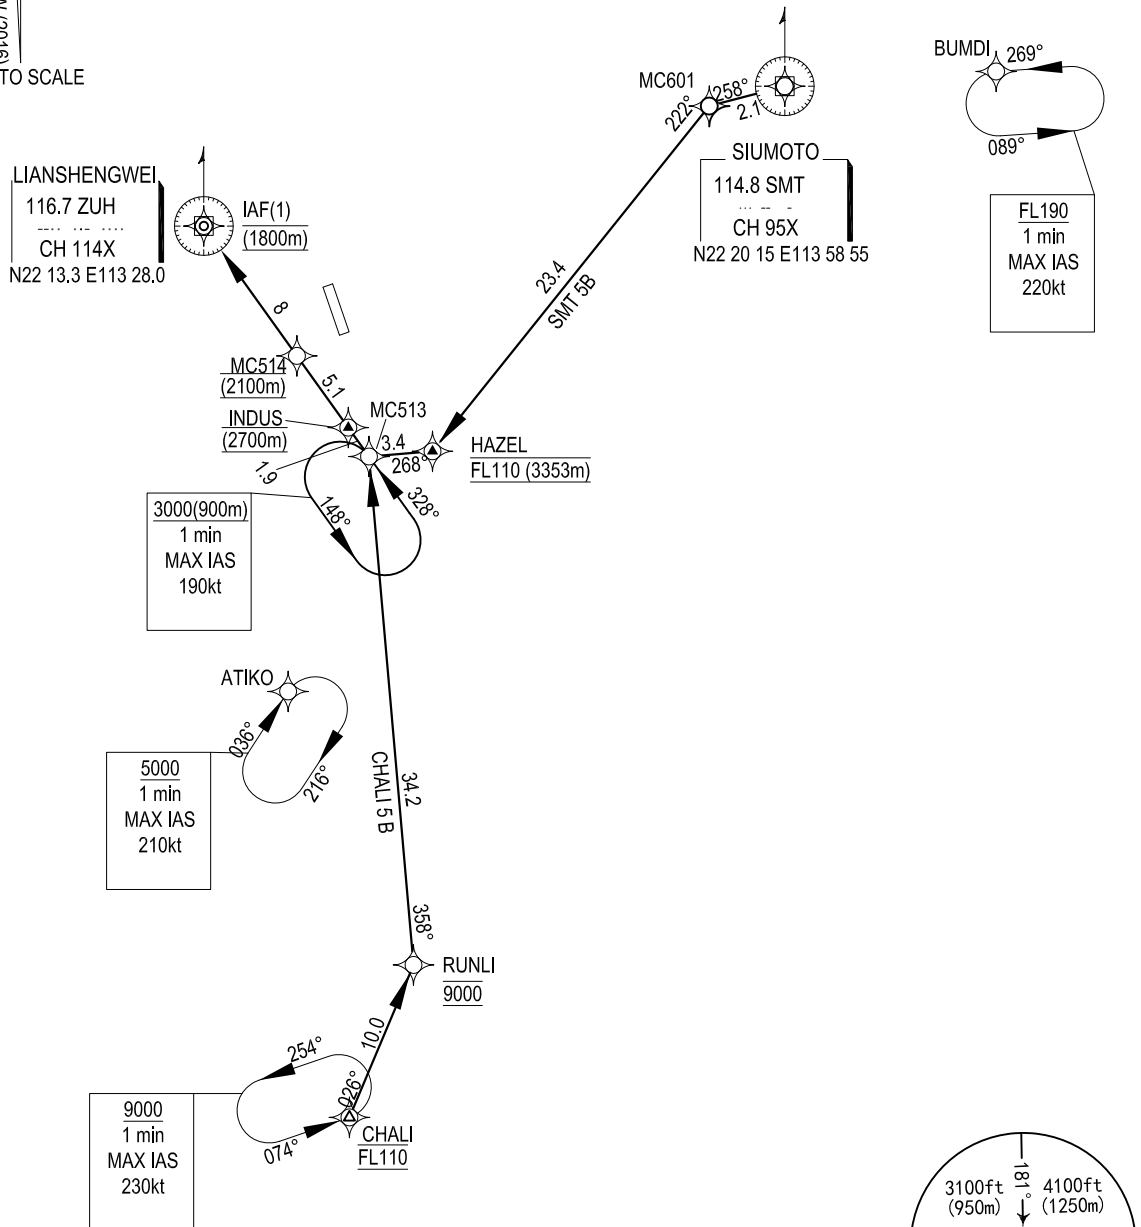 TO SCALE
BUMDI
269°
089°
FL190
1 min
MAX IAS
220kt
MC601
258°
2.1
222°
SIUMOTO
114.8 SMT
CH 95X
N22 20 15 E113 58 55
LIANSHENGWEI
116.7 ZUH
CH 114X
N22 13.3 E113 28.0
IAF(1)
(1800m)
8
23.4
SMT 5B
MC514
(2100m)
5.1
INDUS
(2700m)
MC513
3.4
268°
HAZEL
FL110 (3353m)
1.9
148°
328°
3000(900m)
1 min
MAX IAS
190kt
ATIKO
036°
216°
5000
1 min
MAX IAS
210kt
34.2
CHALI 5 B
358°
RUNLI
9000
10.0
026°
254°
074°
CHALI
FL110
9000
1 min
MAX IAS
230kt
3100ft
(950m)
181°
4100ft
(1250m)